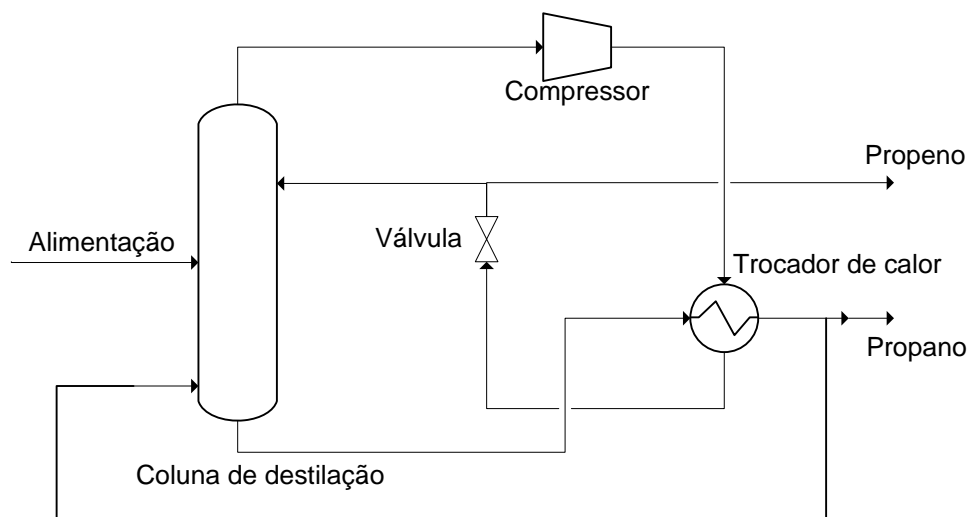 Compressor
Propeno
Alimentação
Válvula
Trocador de calor
Propano
Coluna de destilação